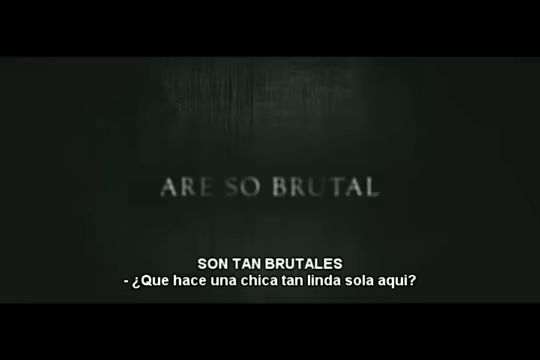 ARE SO BRUTAL
SON TAN BRUTALES
- ¿Que hace una chica tan linda sola aqui?